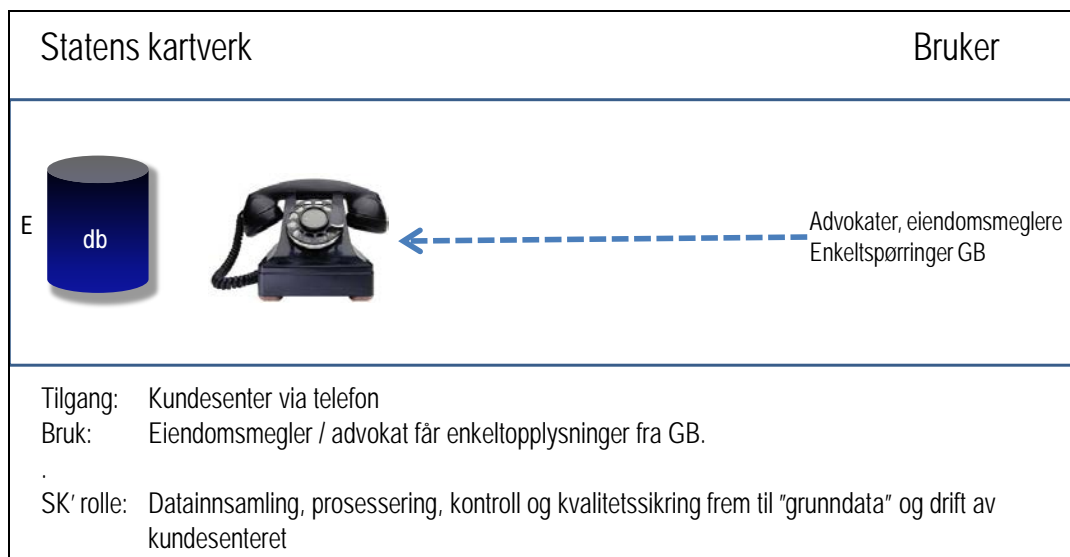 Statens kartverk Bruker
E
db
Advokater, eiendomsmeglere
Enkeltspørringer GB
Tilgang: Kundesenter via telefon
Bruk: Eiendomsmegler / advokat får enkeltopplysninger fra GB.
.
SK’ rolle: Datainnsamling, prosessering, kontroll og kvalitetssikring frem til ”grunndata” og drift av
kundesenteret